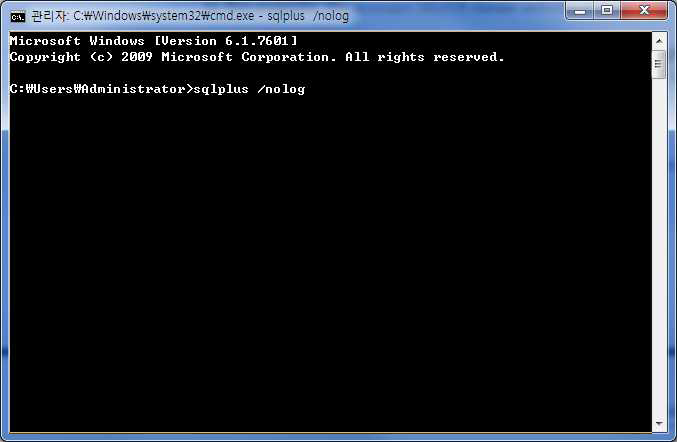 관리자: C:₩Windows₩system32₩cmd.exe - sqlplus  /nolog
Microsoft Windows [Version 6.1.7601]
Copyright (c) 2009 Microsoft Corporation. All rights reserved.
C:₩Users₩Administrator>sqlplus /nolog